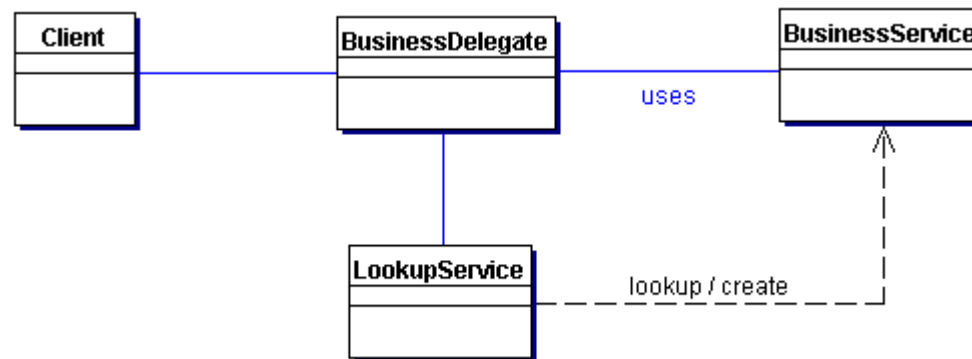 Client
BusinessDelegate
BusinessService
uses
LookupService
lookup / create